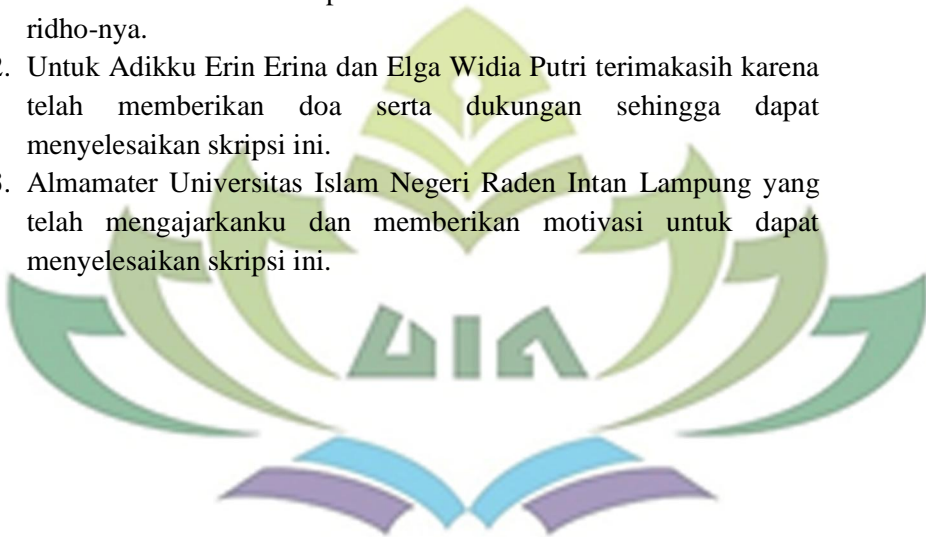 ridho-nya.
2. Untuk Adikku Erin Erina dan Elga Widia Putri terimakasih karena
telah memberikan doa serta dukungan sehingga dapat
menyelesaikan skripsi ini.
3. Almamater Universitas Islam Negeri Raden Intan Lampung yang
telah mengajarkanku dan memberikan motivasi untuk dapat
menyelesaikan skripsi ini.
UIN